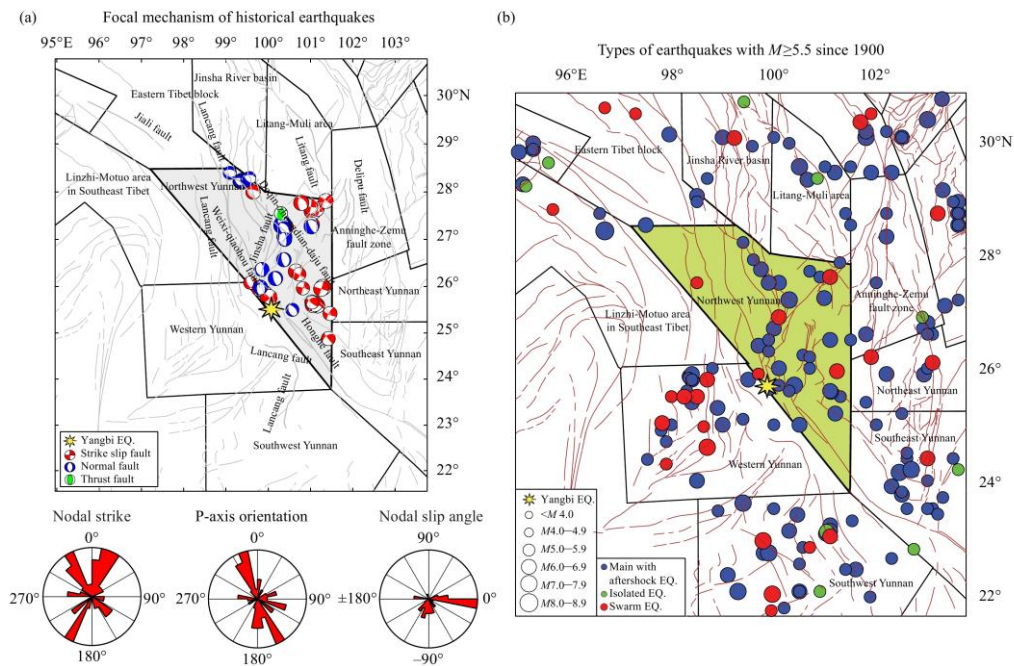 (a)
Focal mechanism of historical earthquakes
95°E 96° 97° 98° 99° 100° 101° 102° 103°
30°N
29°
28°
27°
26°
25°
24°
23°
22°
Jinsha River basin
Eastern Tibet block
Jiali fault
Lancang fault
Litang-Muli area
Litang fault
Delipu fault
Linzhi-Motuo area
in Southeast Tibet
Northwest Yunnan
Lancang fault
Weixi-qiaohou fault
Jinsha fault
dian-daju fault
Anninghe-Zemu
fault zone
Northeast Yunnan
Western Yunnan
Honghe fault
Southeast Yunnan
Lancang fault
Lancang fault
Southwest Yunnan
Yangbi EQ.
Strike slip fault
Normal fault
Thrust fault
Nodal strike
0°
270° 90°
180°
P-axis orientation
0°
270° 90°
180°
Nodal slip angle
90°
±180° 0°
−90°
(b)
Types of earthquakes with M≥5.5 since 1900
96°E 98° 100° 102°
30°N
28°
26°
24°
22°
Eastern Tibet block
Jinsha River basin
Litang-Muli area
Northwest Yunnan
Linzhi-Motuo area
in Southeast Tibet
Anninghe-Zemu
fault zone
Northeast Yunnan
Southeast Yunnan
Western Yunnan
Southwest Yunnan
Yangbi EQ.
<M 4.0
M4.0−4.9
M5.0−5.9
M6.0−6.9
M7.0−7.9
M8.0−8.9
Main with
aftershock EQ.
Isolated EQ.
Swarm EQ.